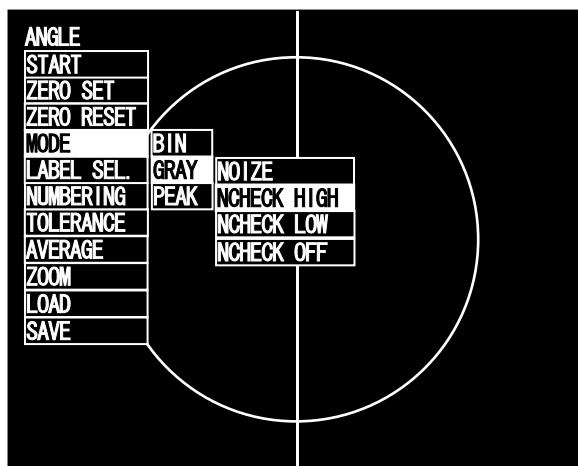 ANGLE
START
ZERO SET
ZERO RESET
MODE
LABEL SEL.
NUMBERING
TOLERANCE
AVERAGE
ZOOM
LOAD
SAVE
BIN
GRAY
PEAK
NOIZE
NCHECK HIGH
NCHECK LOW
NCHECK OFF